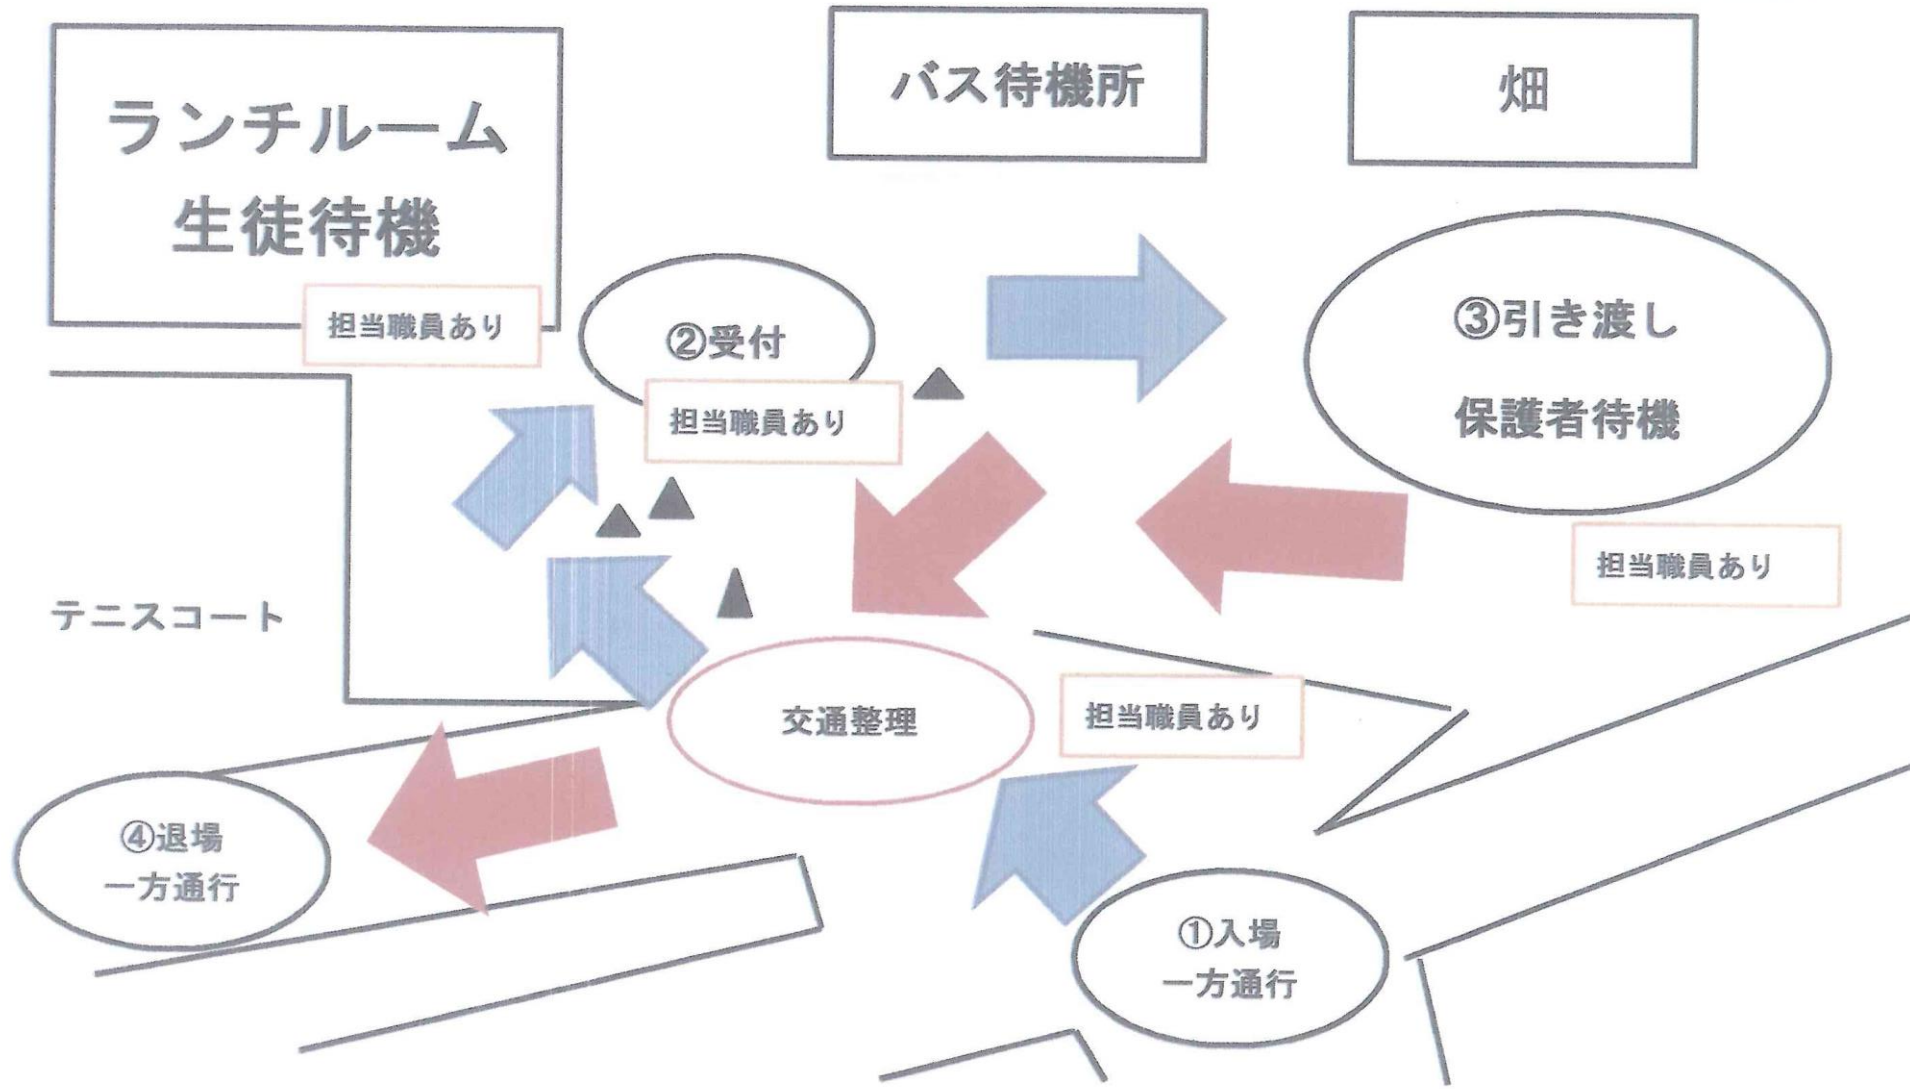 ランチルーム
生徒待機
担当職員あり
バス待機所
畑
②受付
担当職員あり
③引き渡し
保護者待機
担当職員あり
テニスコート
交通整理
担当職員あり
④退場
一方通行
①入場
一方通行